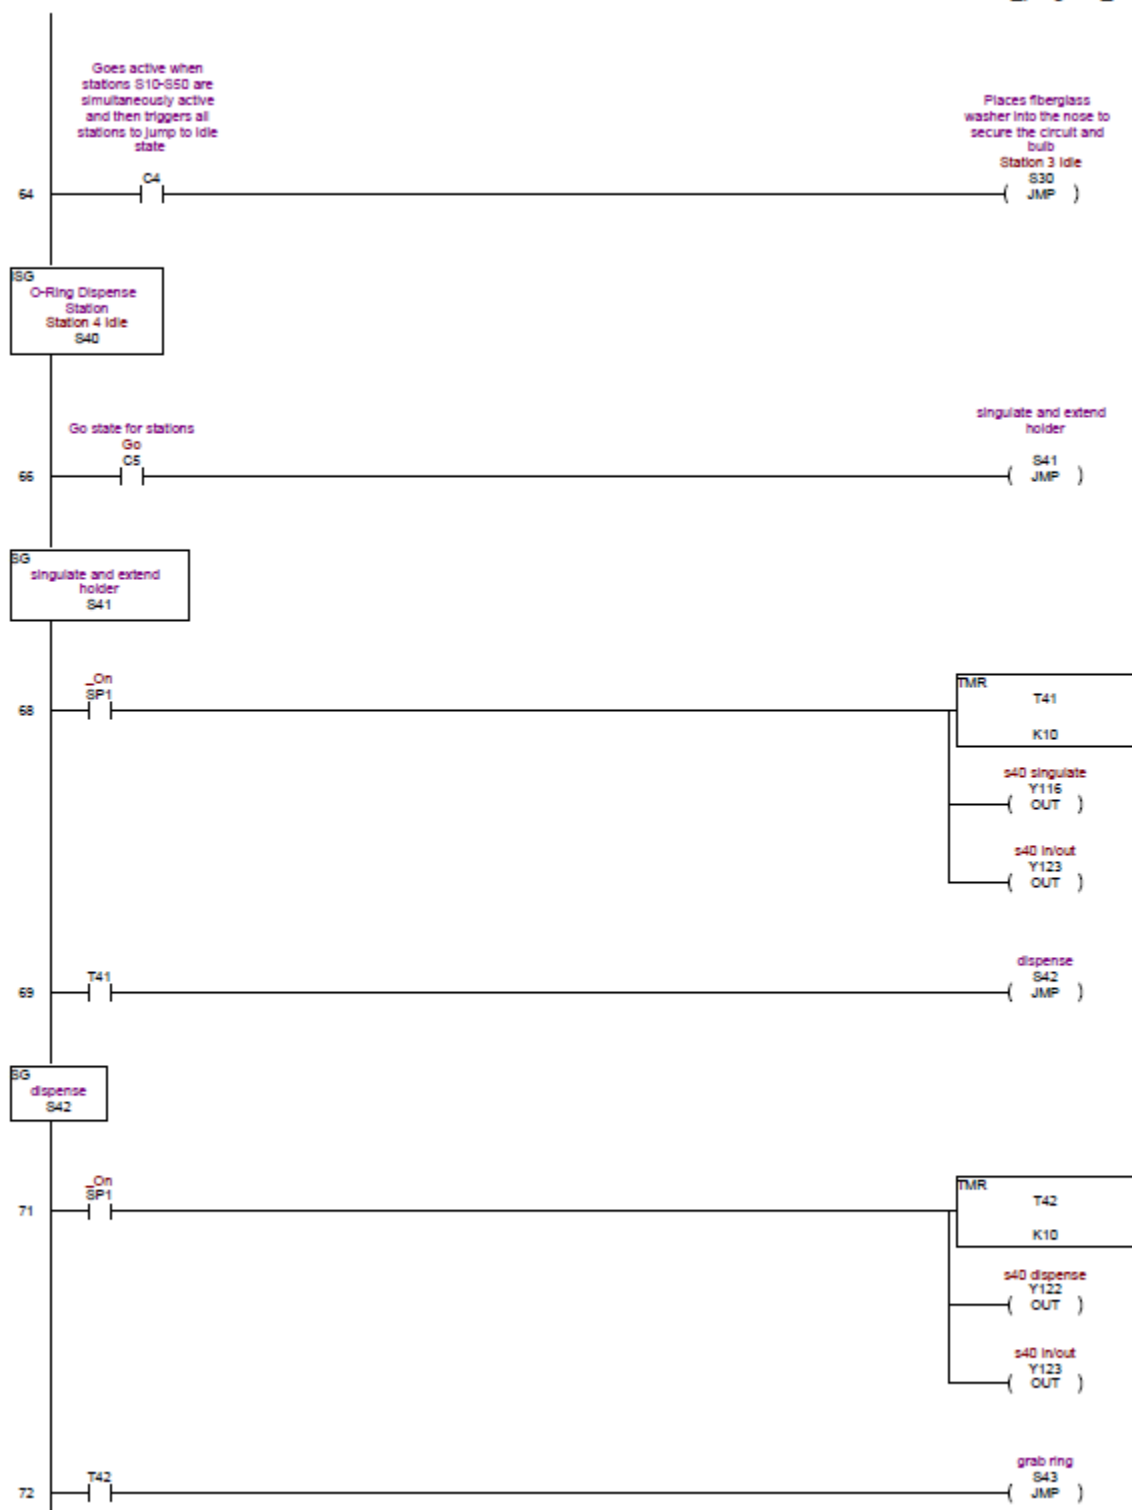 Goes active when
stations S10-S50 are
simultaneously active
and then triggers all
stations to jump to idle
state
Places fiberglass
washer into the nose to
secure the circuit and
bulb
Station 3 Idle
64
C4
S30
JMP
ISG
O-Ring Dispense
Station
Station 4 Idle
S40
Go state for stations
Go
singulate and extend
holder
66
C5
S41
JMP
SG
singulate and extend
holder
S41
_On
68
SP1
TMR
T41
K10
s40 singulate
Y116
OUT
s40 in/out
Y123
OUT
dispense
69
T41
S42
JMP
SG
dispense
S42
_On
71
SP1
TMR
T42
K10
s40 dispense
Y122
OUT
s40 in/out
Y123
OUT
grab ring
72
T42
S43
JMP